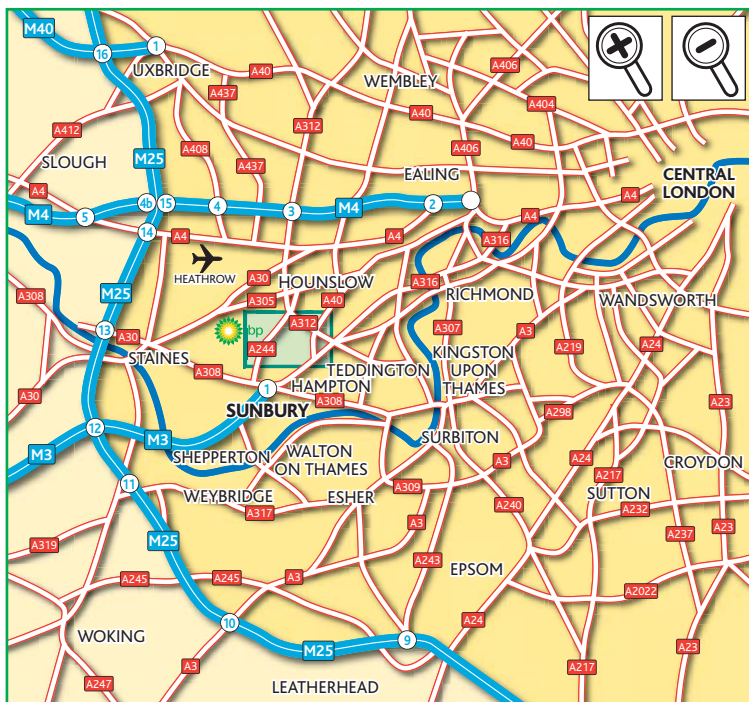 M40
16
1
UXBRIDGE
A40
A437
WEMBLEY
A406
A404
A412
A312
A40
A40
A408
A437
A406
SLOUGH
M25
EALING
CENTRAL
LONDON
A4
M4
5
4b
15
4
3
M4
2
A4
A4
14
A4
A4
A316
HEATHROW
A30
HOUNSLOW
A316
RICHMOND
M25
A308
A305
A40
WANDSWORTH
13
A30
bp
A312
A307
A3
A219
A24
STAINES
A244
KINGSTON
UPON
THAMES
A308
TEDDINGTON
HAMPTON
1
A30
SUNBURY
A308
A298
A23
12
M3
M3
SURBITON
SHEPPERTON
WALTON
ON THAMES
A3
A24
A217
CROYDON
11
WEYBRIDGE
ESHER
A309
SUTTON
A317
A240
A232
A3
A23
A237
M25
A319
A243
EPSOM
A245
A245
A3
A2022
10
A24
WOKING
M25
9
A23
A3
A217
A247
LEATHERHEAD